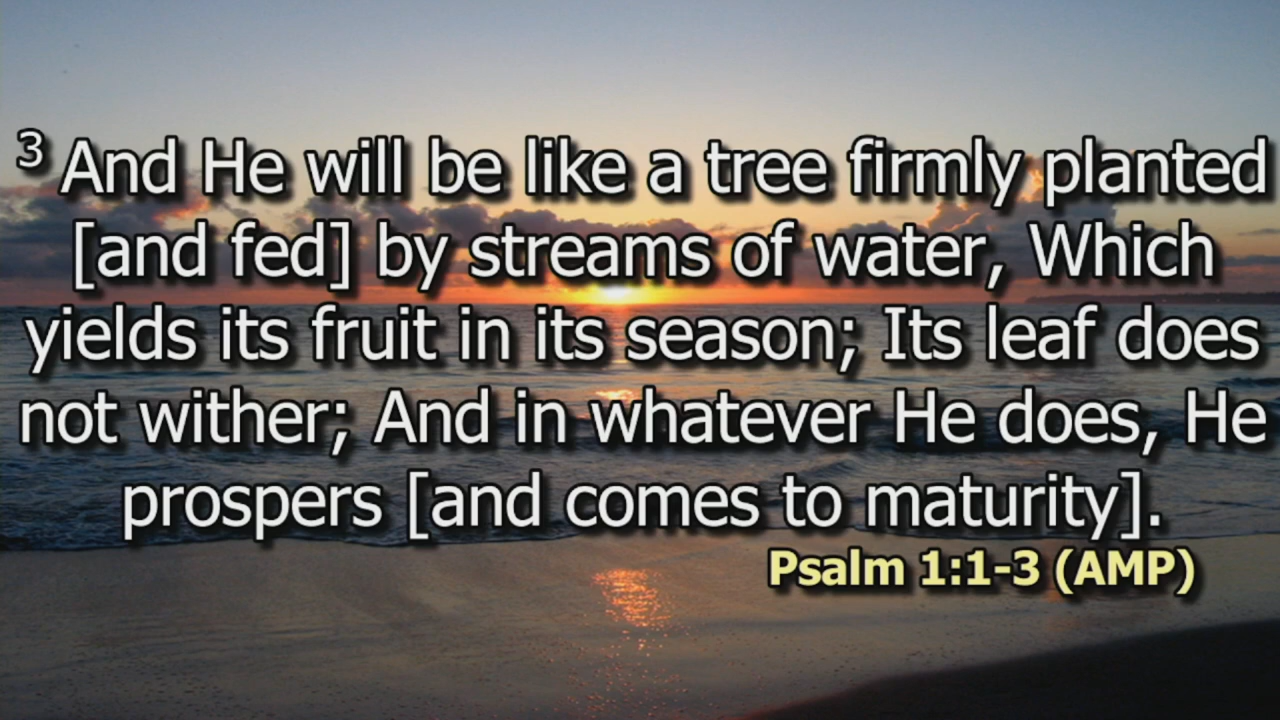 3 And He will be like a tree firmly planted
[and fed] by streams of water, Which
yields its fruit in its season; Its leaf does
not wither; And in whatever He does, He
prospers [and comes to maturity].
Psalm 1:1-3 (AMP)